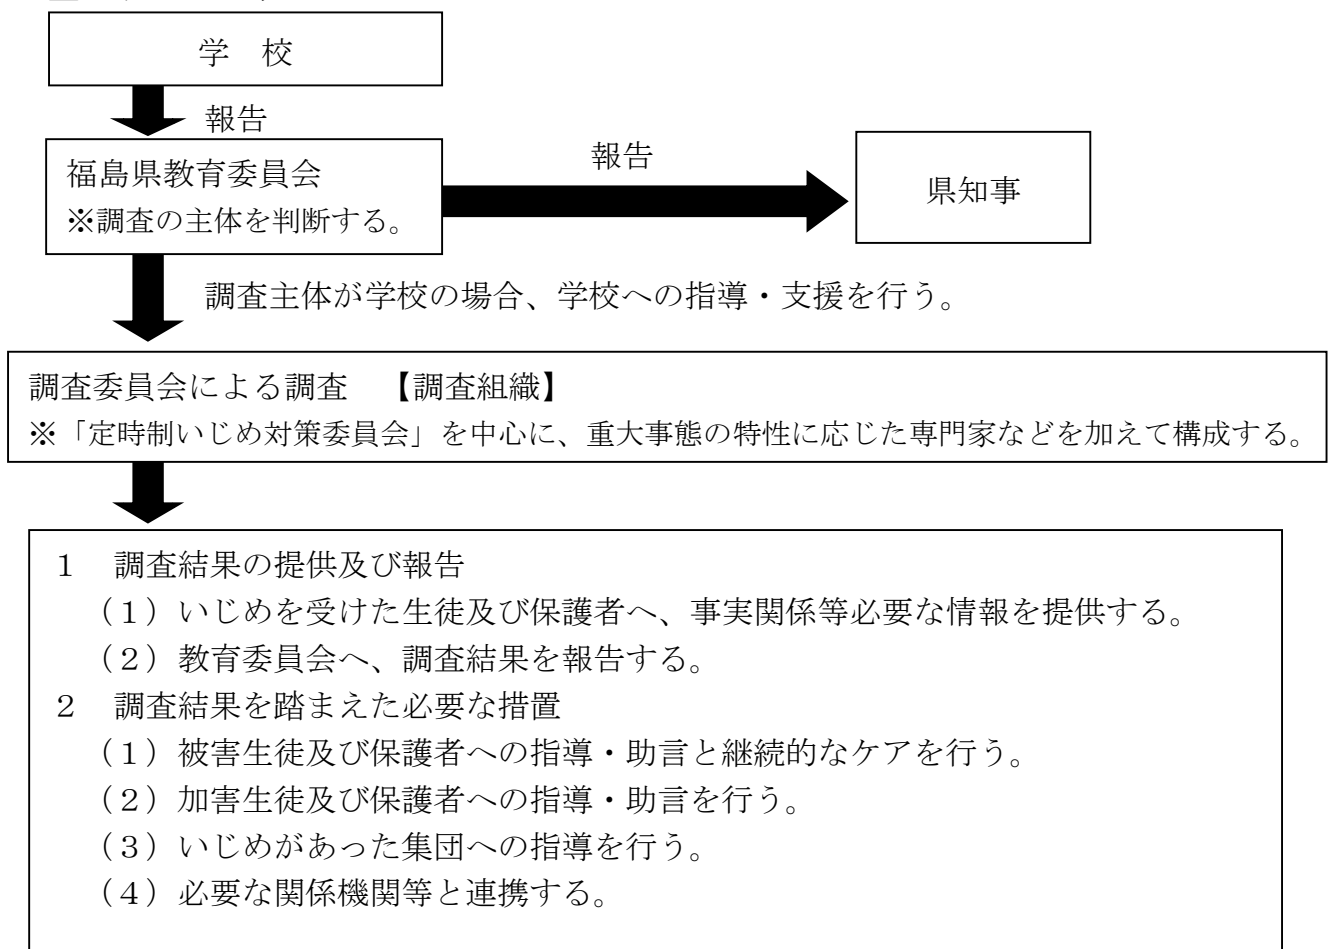 学 校
報告
福島県教育委員会
※調査の主体を判断する。
報告
県知事
調査主体が学校の場合、学校への指導・支援を行う。
調査委員会による調査 【調査組織】
※「定時制いじめ対策委員会」を中心に、重大事態の特性に応じた専門家などを加えて構成する。
1 調査結果の提供及び報告
(1)いじめを受けた生徒及び保護者へ、事実関係等必要な情報を提供する。
(2)教育委員会へ、調査結果を報告する。
2 調査結果を踏まえた必要な措置
(1)被害生徒及び保護者への指導・助言と継続的なケアを行う。
(2)加害生徒及び保護者への指導・助言を行う。
(3)いじめがあった集団への指導を行う。
(4)必要な関係機関等と連携する。